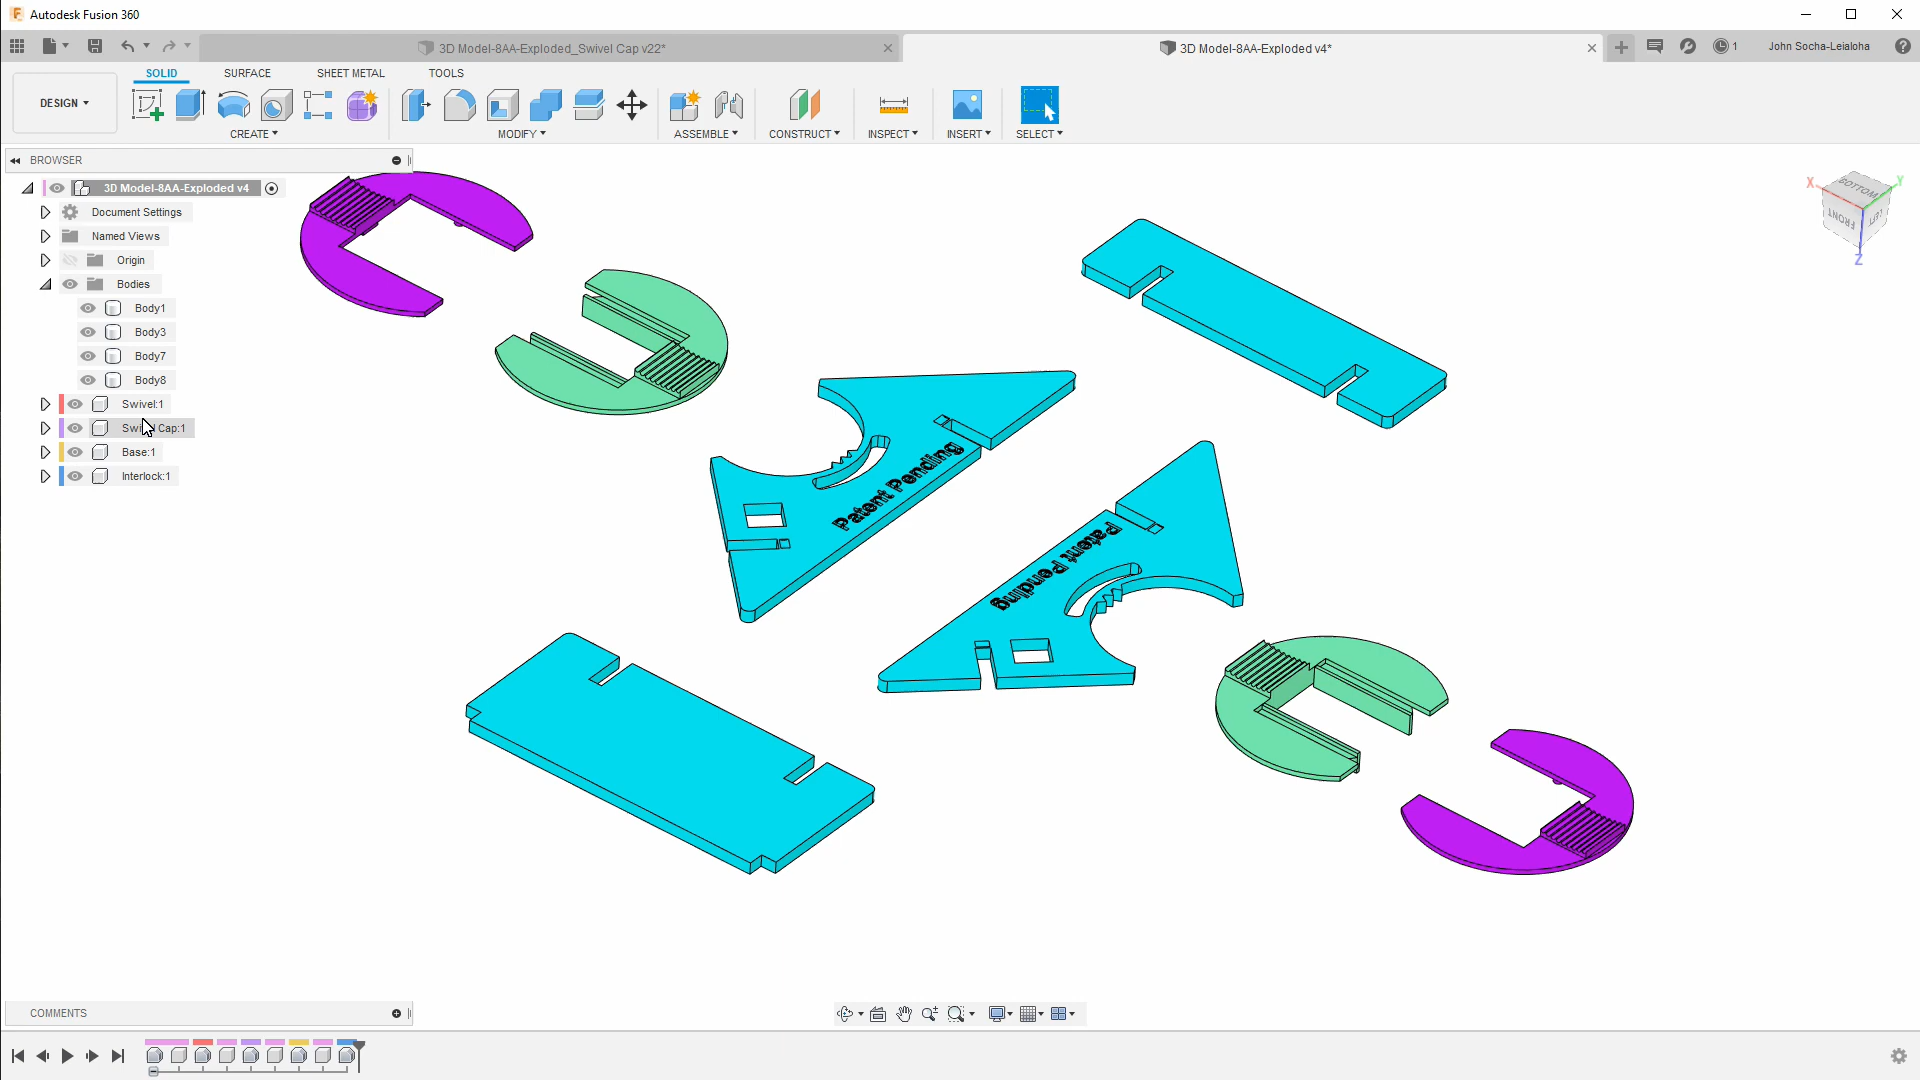 Autodesk Fusion 360
3D Model-8AA-Exploded_Swivel Cap v22*
3D Model-8AA-Exploded v4*
1
John Socha-Leialoha
DESIGN
SOLID
SURFACE
SHEET METAL
TOOLS
CREATE
MODIFY
ASSEMBLE
CONSTRUCT
INSPECT
INSERT
SELECT
BROWSER
3D Model-8AA-Exploded v4
Document Settings
Named Views
Origin
Bodies
Body1
Body3
Body7
Body8
Swivel:1
Cap:1
Base:1
Interlock:1
Patent Pending
Patent Pending
X
Y
BOTTOM
FRONT
LEFT
Z
COMMENTS